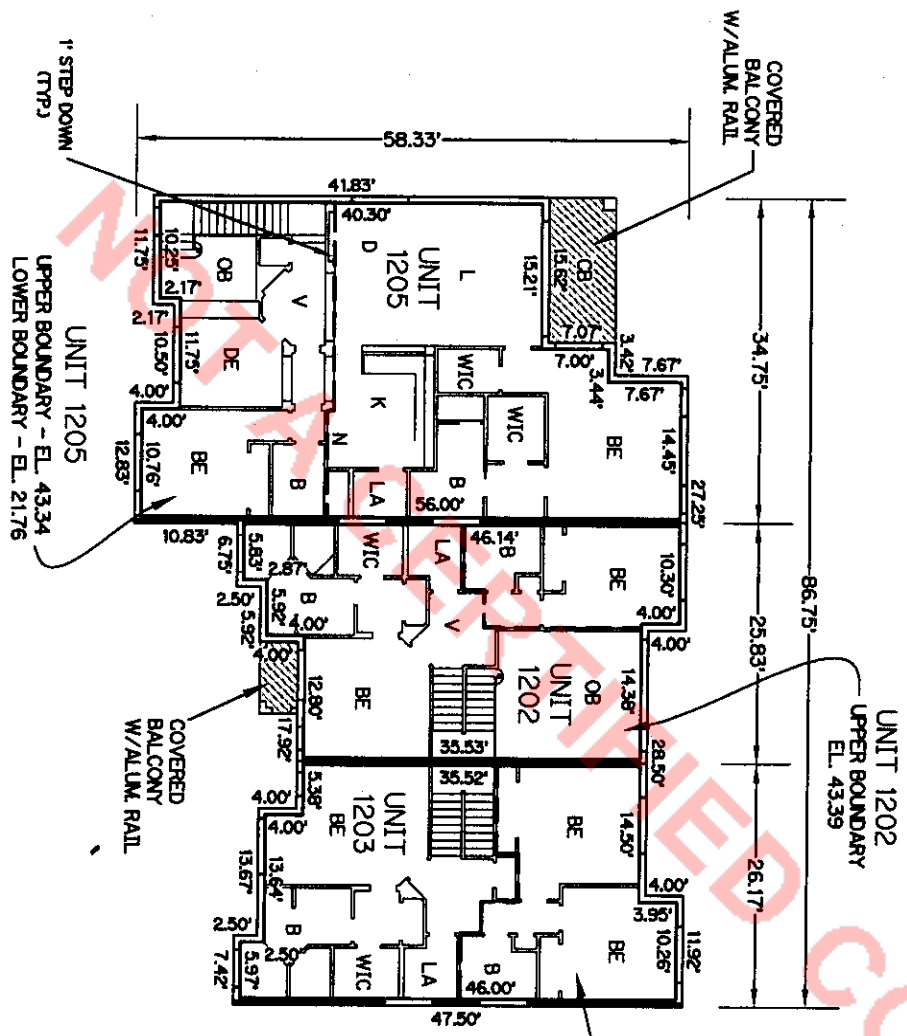 COVERED
BALCONY
W/ALUM. RAIL
1' STEP DOWN
(TYP.)
58.33'
41.83'
40.30'
D
L
UNIT
1205
15.21'
15.62'
CB
7.07'
7.00'
3.42'
3.44'
7.67'
7.67'
34.75'
86.75'
25.83'
26.17'
11.75'
10.25'
OB
2.17'
2.17'
V
DE
11.75'
10.50'
4.00'
4.00'
12.83'
10.76'
BE
B
N
K
WIC
WIC
B
LA
56.00'
BE
14.45'
27.25'
UNIT 1205
UPPER BOUNDARY - EL. 43.34
LOWER BOUNDARY - EL. 21.76
10.83'
6.75'
5.83'
2.87'
2.50'
5.92'
5.92'
B
4.00'
4.00'
WIC
LA
46.14'
B
V
BE
10.30'
4.00'
4.00'
UNIT
1202
OB
14.38'
28.50'
BE
12.80'
17.92'
35.53'
COVERED
BALCONY
W/ALUM. RAIL
UNIT 1202
UPPER BOUNDARY
EL. 43.39
35.52'
5.38'
4.00'
4.00'
BE
UNIT
1203
BE
14.50'
4.00'
3.95'
13.67'
13.64'
2.50'
2.50'
7.42'
5.97'
B
WIC
LA
B
46.00'
BE
10.26'
11.92'
47.50'
NOT A CERTIFIED CO